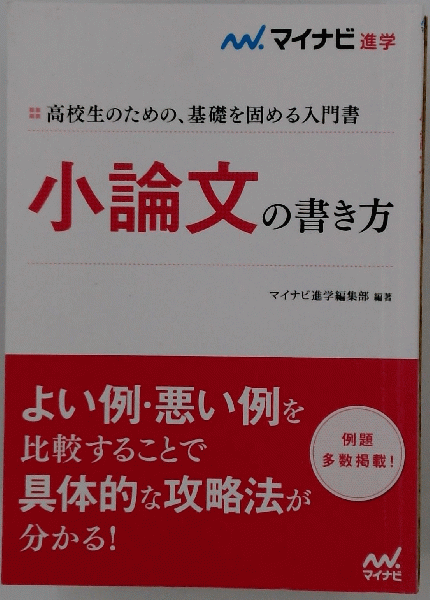 マイナビ 進学
高校生のための、基礎を固める入門書
小論文の書き方
マイナビ進学編集部 編著
よい例・悪い例を
比較することで
具体的な攻略法が
分かる!
例題
多数掲載!
マイナビ